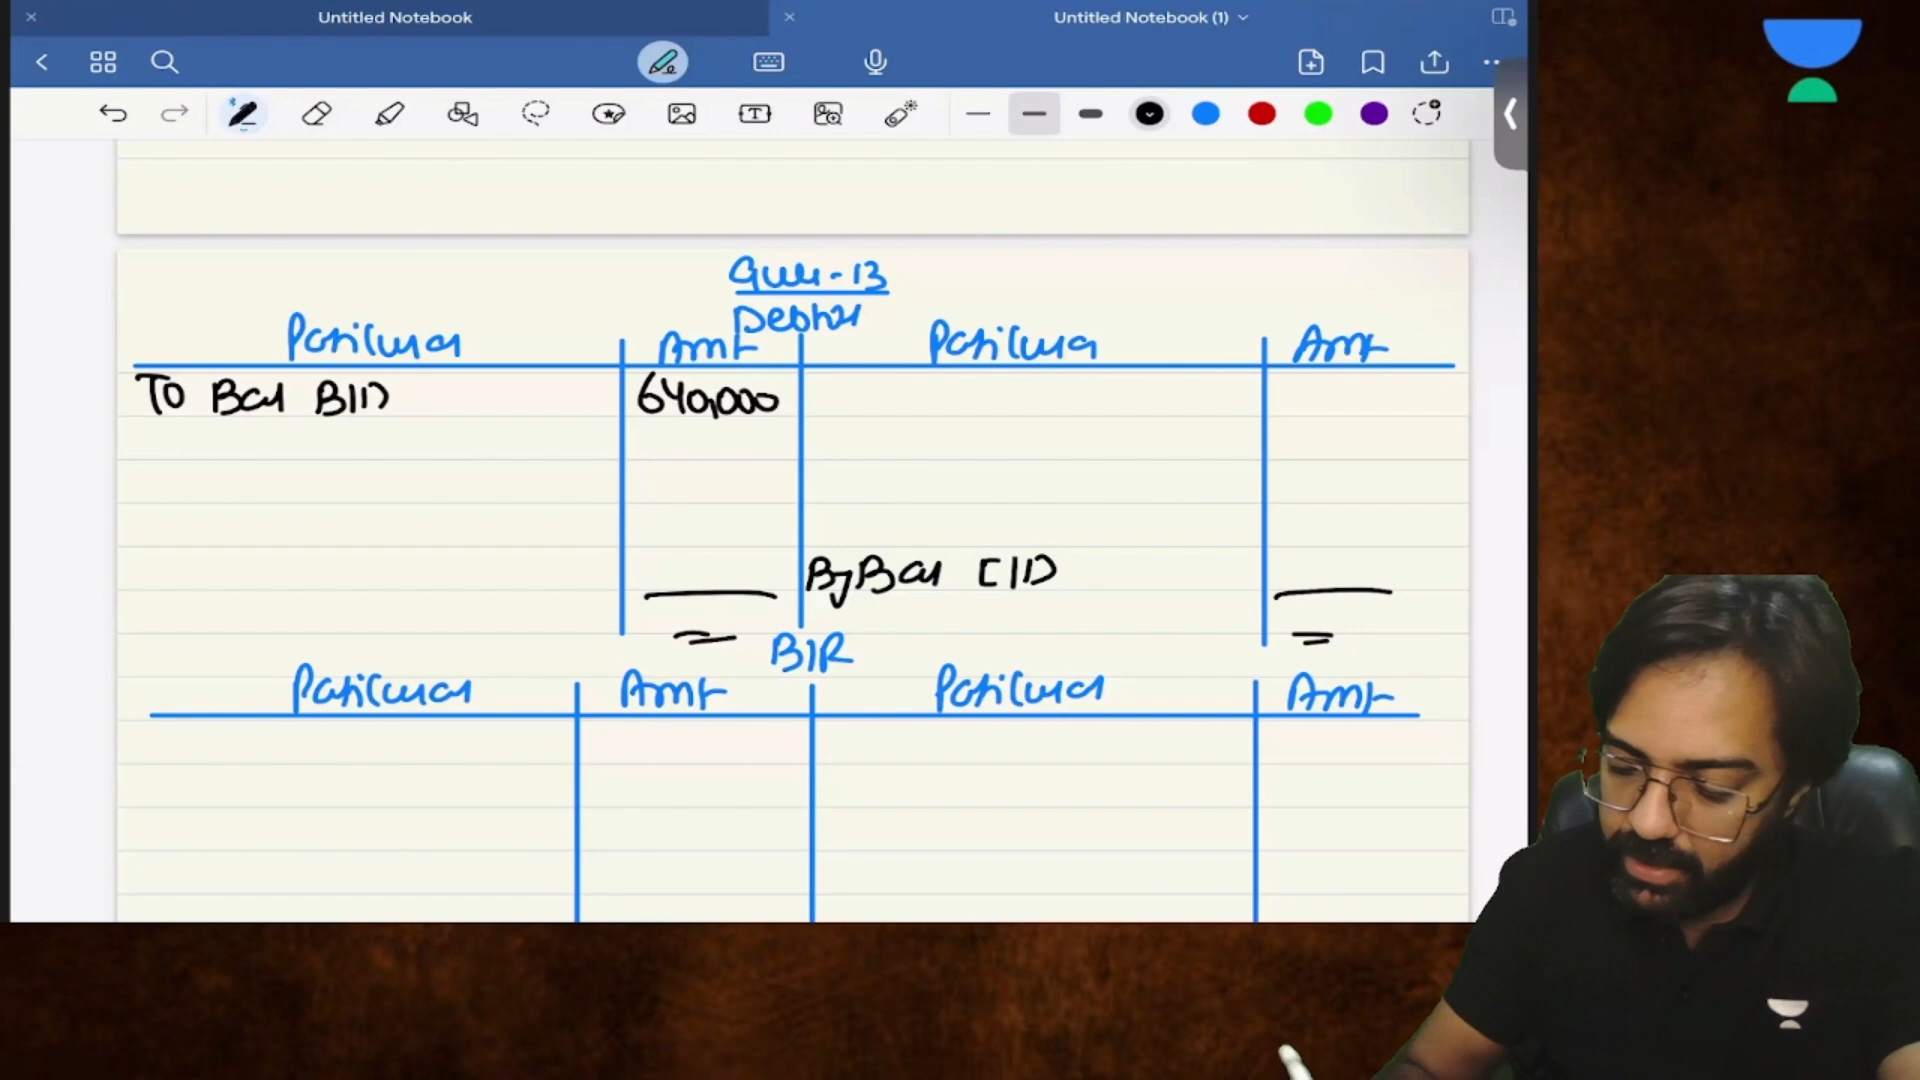 Untitled Notebook
Untitled Notebook (1)
Ques-13
Debtor
Particular Amt Particular Amt
To Bal B/D 640,000
By Bal C/D
B/R
Particular Amt Particular Amt